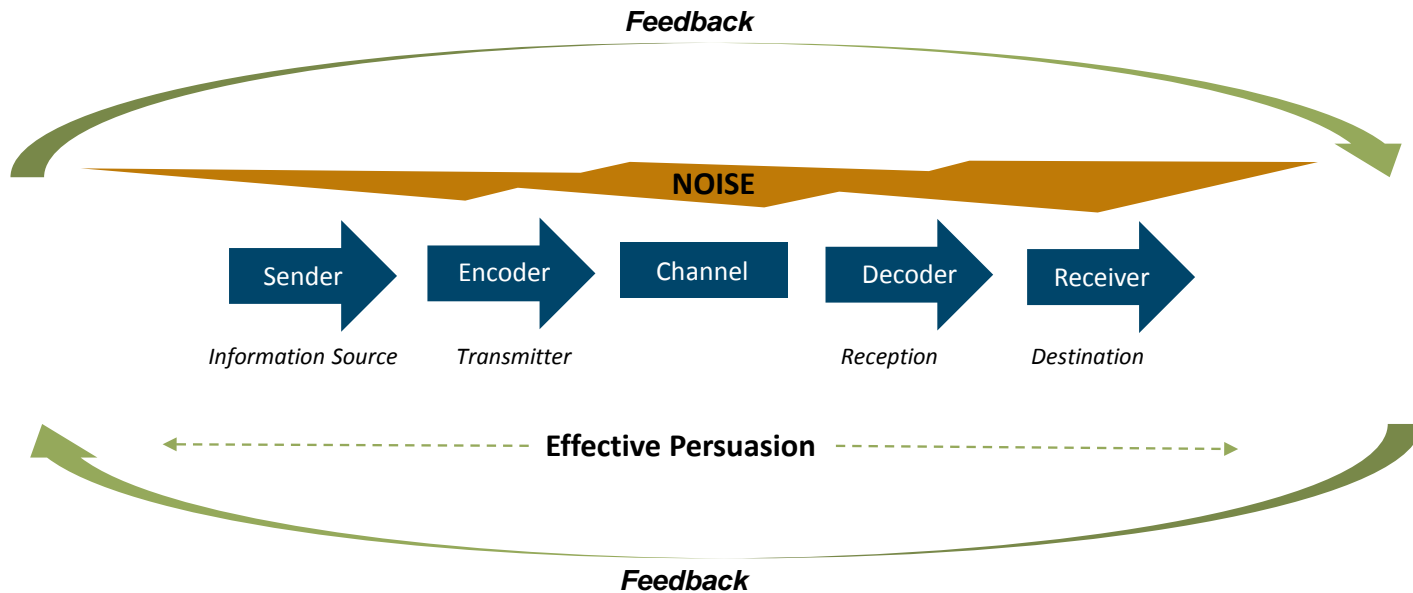 Feedback
NOISE
Sender
Encoder
Channel
Decoder
Receiver
Information Source
Transmitter
Reception
Destination
Effective Persuasion
Feedback